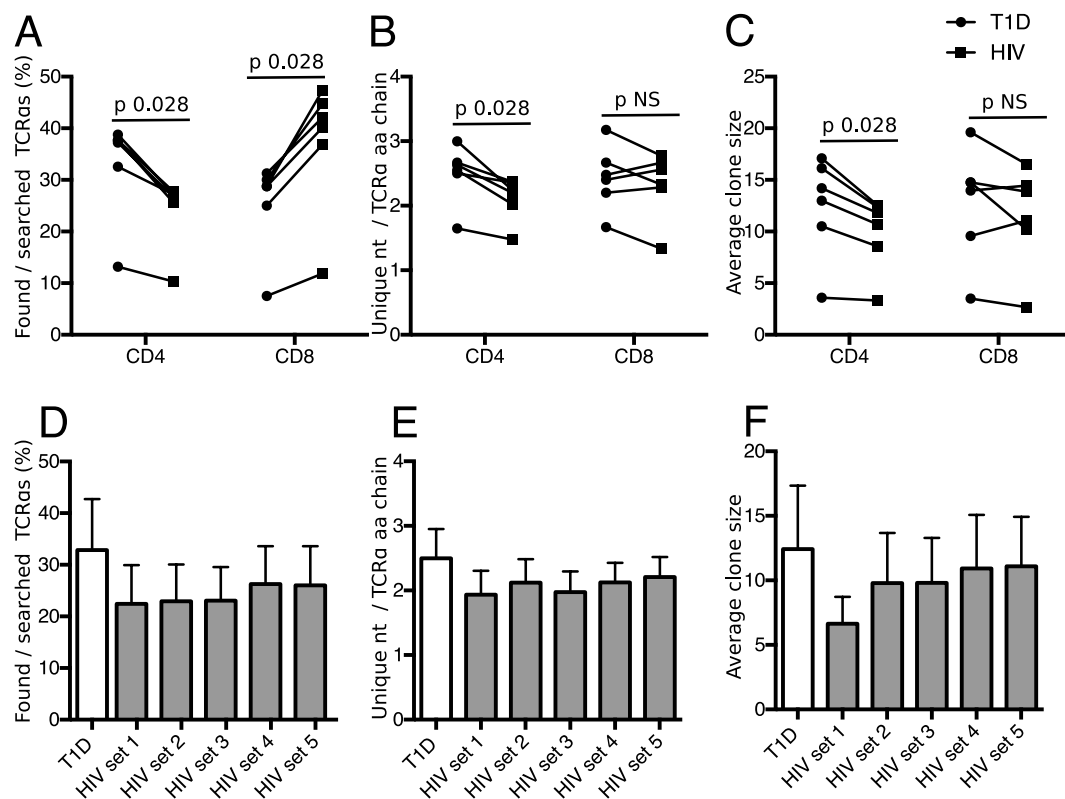 A
B
C
T1D
HIV
Found / searched TCRαs (%)
50
40
30
20
10
0
p 0.028
p 0.028
CD4
CD8
Unique nt / TCRα aa chain
4
3
2
1
0
p 0.028
p NS
CD4
CD8
Average clone size
25
20
15
10
5
0
p 0.028
p NS
CD4
CD8
D
E
F
Found / searched TCRαs (%)
50
40
30
20
10
0
T1D
HIV set 1
HIV set 2
HIV set 3
HIV set 4
HIV set 5
Unique nt / TCRα aa chain
4
3
2
1
0
T1D
HIV set 1
HIV set 2
HIV set 3
HIV set 4
HIV set 5
Average clone size
20
15
10
5
0
T1D
HIV set 1
HIV set 2
HIV set 3
HIV set 4
HIV set 5